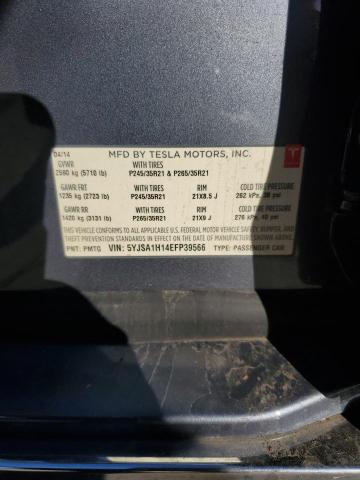 04/14 MFD BY TESLA MOTORS, INC.
GVWR WITH TIRES
2590 kg (5710 lb) P245/35R21 & P265/35R21
GAWR FRT WITH TIRES RIM COLD TIRE PRESSURE
1235 kg (2723 lb) P245/35R21 21X8.5 J 262 kPa, 38 psi
GAWR RR WITH TIRES RIM COLD TIRE PRESSURE
1420 kg (3131 lb) P265/35R21 21X9 J 276 kPa, 40 psi
THIS VEHICLE CONFORMS TO ALL APPLICABLE FEDERAL MOTOR VEHICLE SAFETY, BUMPER, AND
THEFT PREVENTION STANDARDS IN EFFECT ON THE DATE OF MANUFACTURE SHOWN ABOVE.
PNT: PMTG VIN: 5YJSA1H14EFP39566 TYPE: PASSENGER CAR